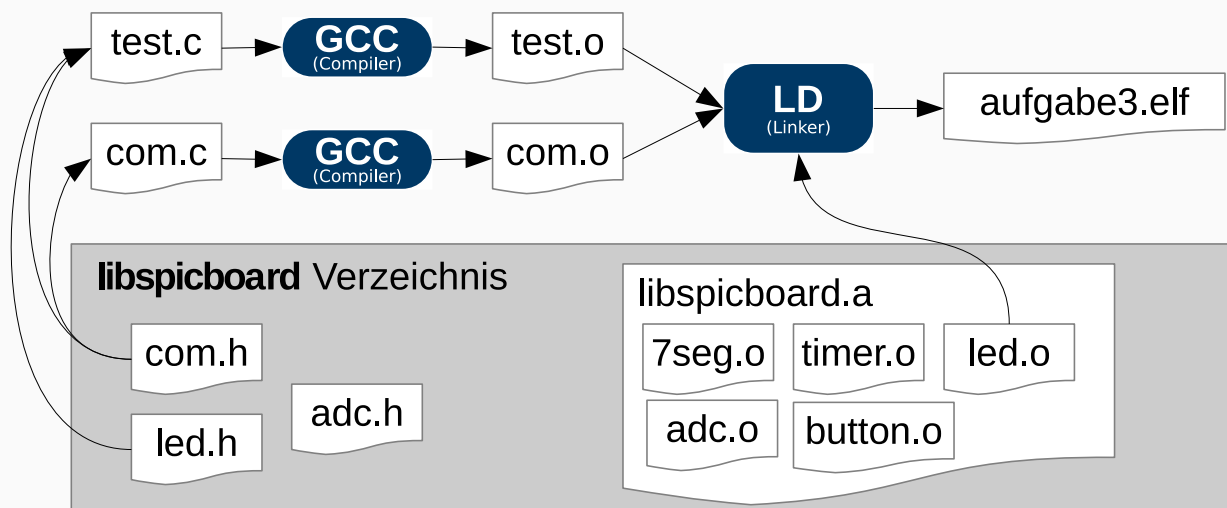 test.c
GCC
(Compiler)
test.o
LD
(Linker)
aufgabe3.elf
com.c
GCC
(Compiler)
com.o
libspicboard Verzeichnis
libspicboard.a
com.h
7seg.o
timer.o
led.o
adc.h
led.h
adc.o
button.o